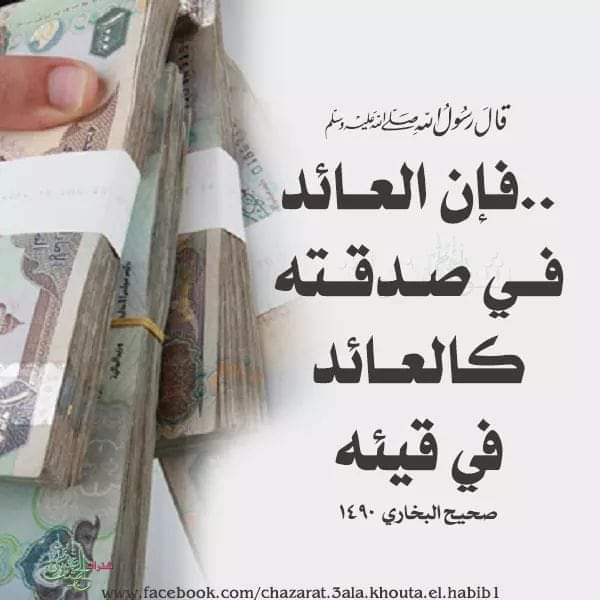 قال رسول الله صلى الله عليه وسلم
..فإن العائد
في صدقته
كالعائد
في قيئه
صحيح البخاري ١٤٩٠
www.facebook.com/chazarat.3ala.khouta.el.habib1